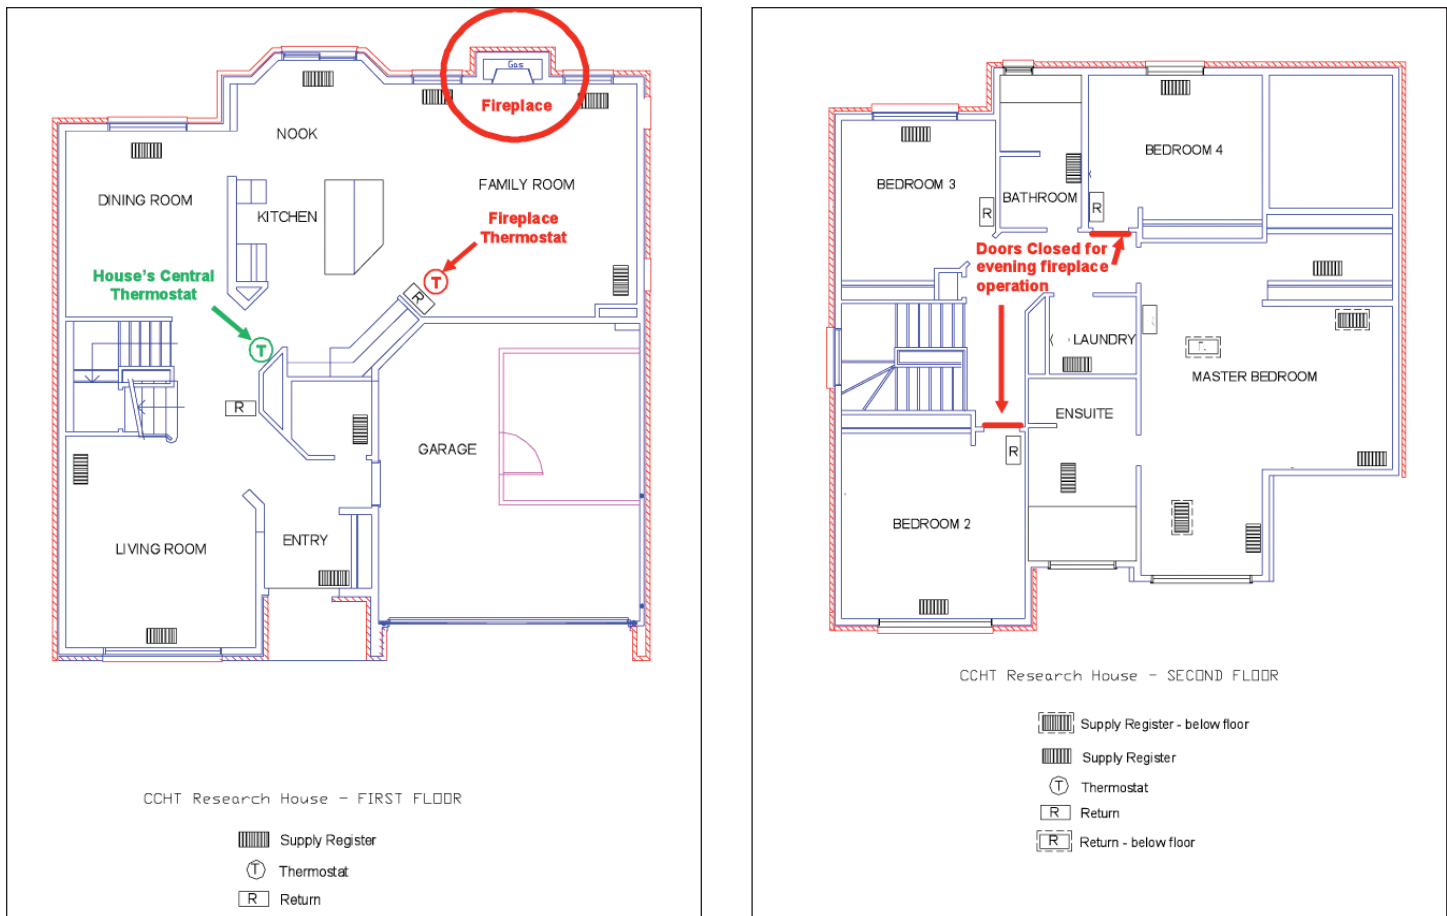 Gas
Fireplace
NOOK
FAMILY ROOM
DINING ROOM
KITCHEN
Fireplace
Thermostat
House's Central
Thermostat
T
R
T
R
GARAGE
LIVING ROOM
ENTRY
CCHT Research House - FIRST FLOOR
Supply Register
T Thermostat
R Return
BEDROOM 4
BEDROOM 3
BATHROOM
R
R
Doors Closed for
evening fireplace
operation
LAUNDRY
MASTER BEDROOM
ENSUITE
R
BEDROOM 2
CCHT Research House - SECOND FLOOR
Supply Register - below floor
Supply Register
T Thermostat
R Return
R Return - below floor